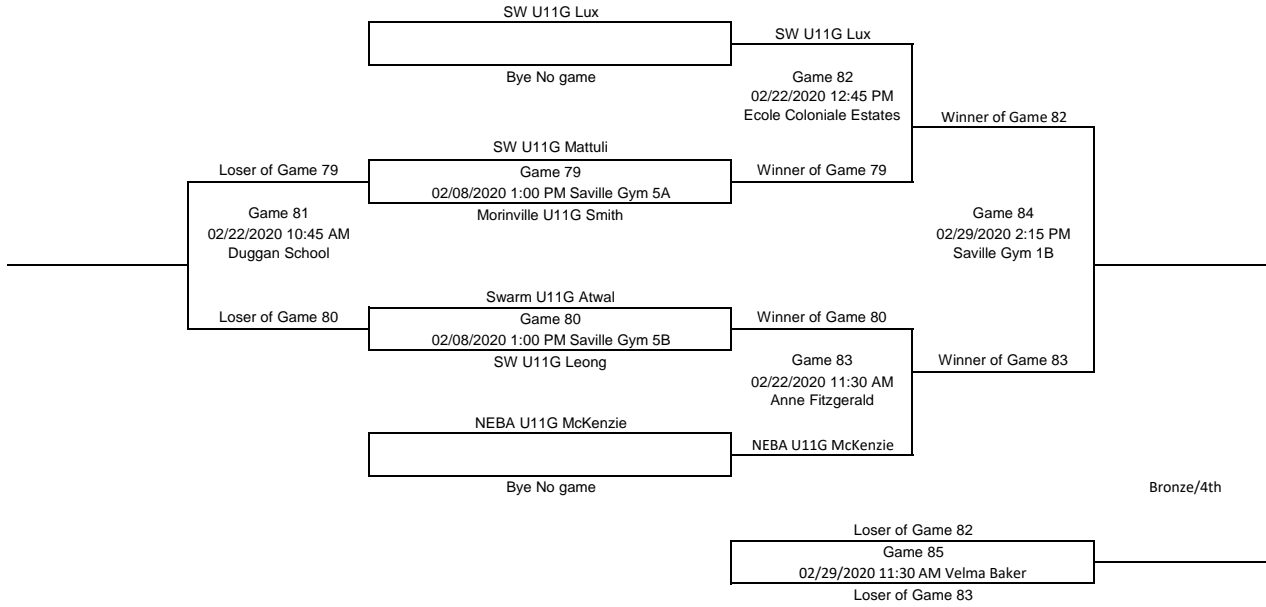 SW U11G Lux
SW U11G Lux
Bye No game
Game 82
02/22/2020 12:45 PM
Ecole Coloniale Estates
Winner of Game 82
SW U11G Mattuli
Loser of Game 79
Game 79
Winner of Game 79
02/08/2020 1:00 PM Saville Gym 5A
Game 81
Morinville U11G Smith
Game 84
02/22/2020 10:45 AM
02/29/2020 2:15 PM
Duggan School
Saville Gym 1B
Swarm U11G Atwal
Loser of Game 80
Game 80
Winner of Game 80
02/08/2020 1:00 PM Saville Gym 5B
SW U11G Leong
Game 83
Winner of Game 83
02/22/2020 11:30 AM
Anne Fitzgerald
NEBA U11G McKenzie
NEBA U11G McKenzie
Bye No game
Bronze/4th
Loser of Game 82
Game 85
02/29/2020 11:30 AM Velma Baker
Loser of Game 83